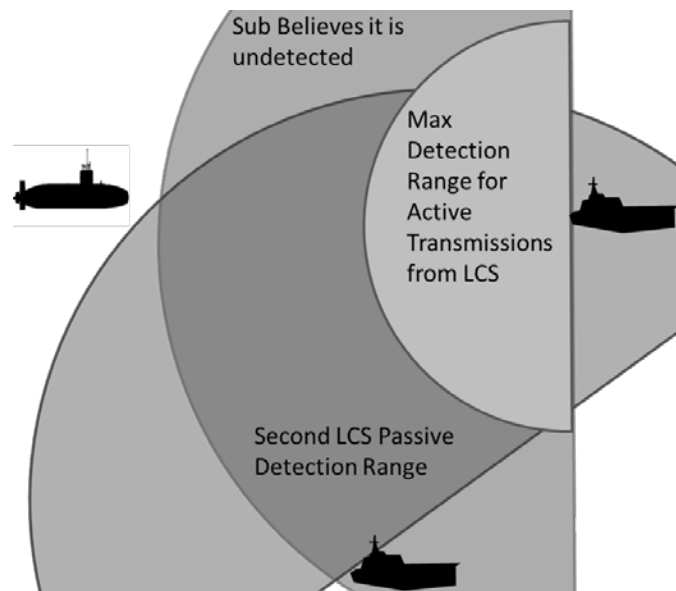 Sub Believes it is
undetected
Max
Detection
Range for
Active
Transmissions
from LCS
Second LCS Passive
Detection Range